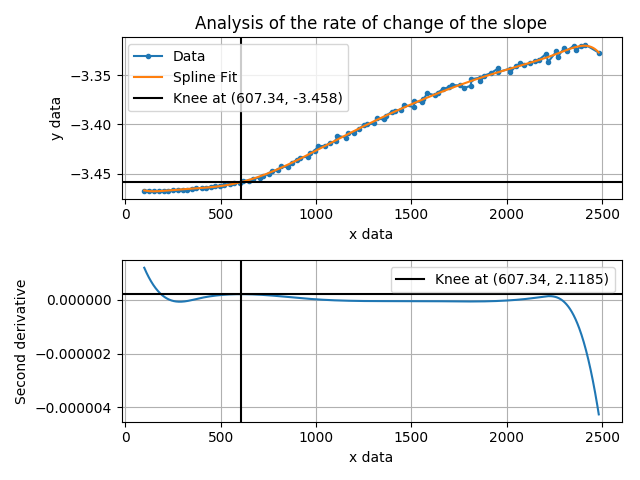 Analysis of the rate of change of the slope
Data
Spline Fit
Knee at (607.34, -3.458)
y data
−3.35
−3.40
−3.45
0 500 1000 1500 2000 2500
x data
Knee at (607.34, 2.1185)
Second derivative
0.000000
−0.000002
−0.000004
0 500 1000 1500 2000 2500
x data